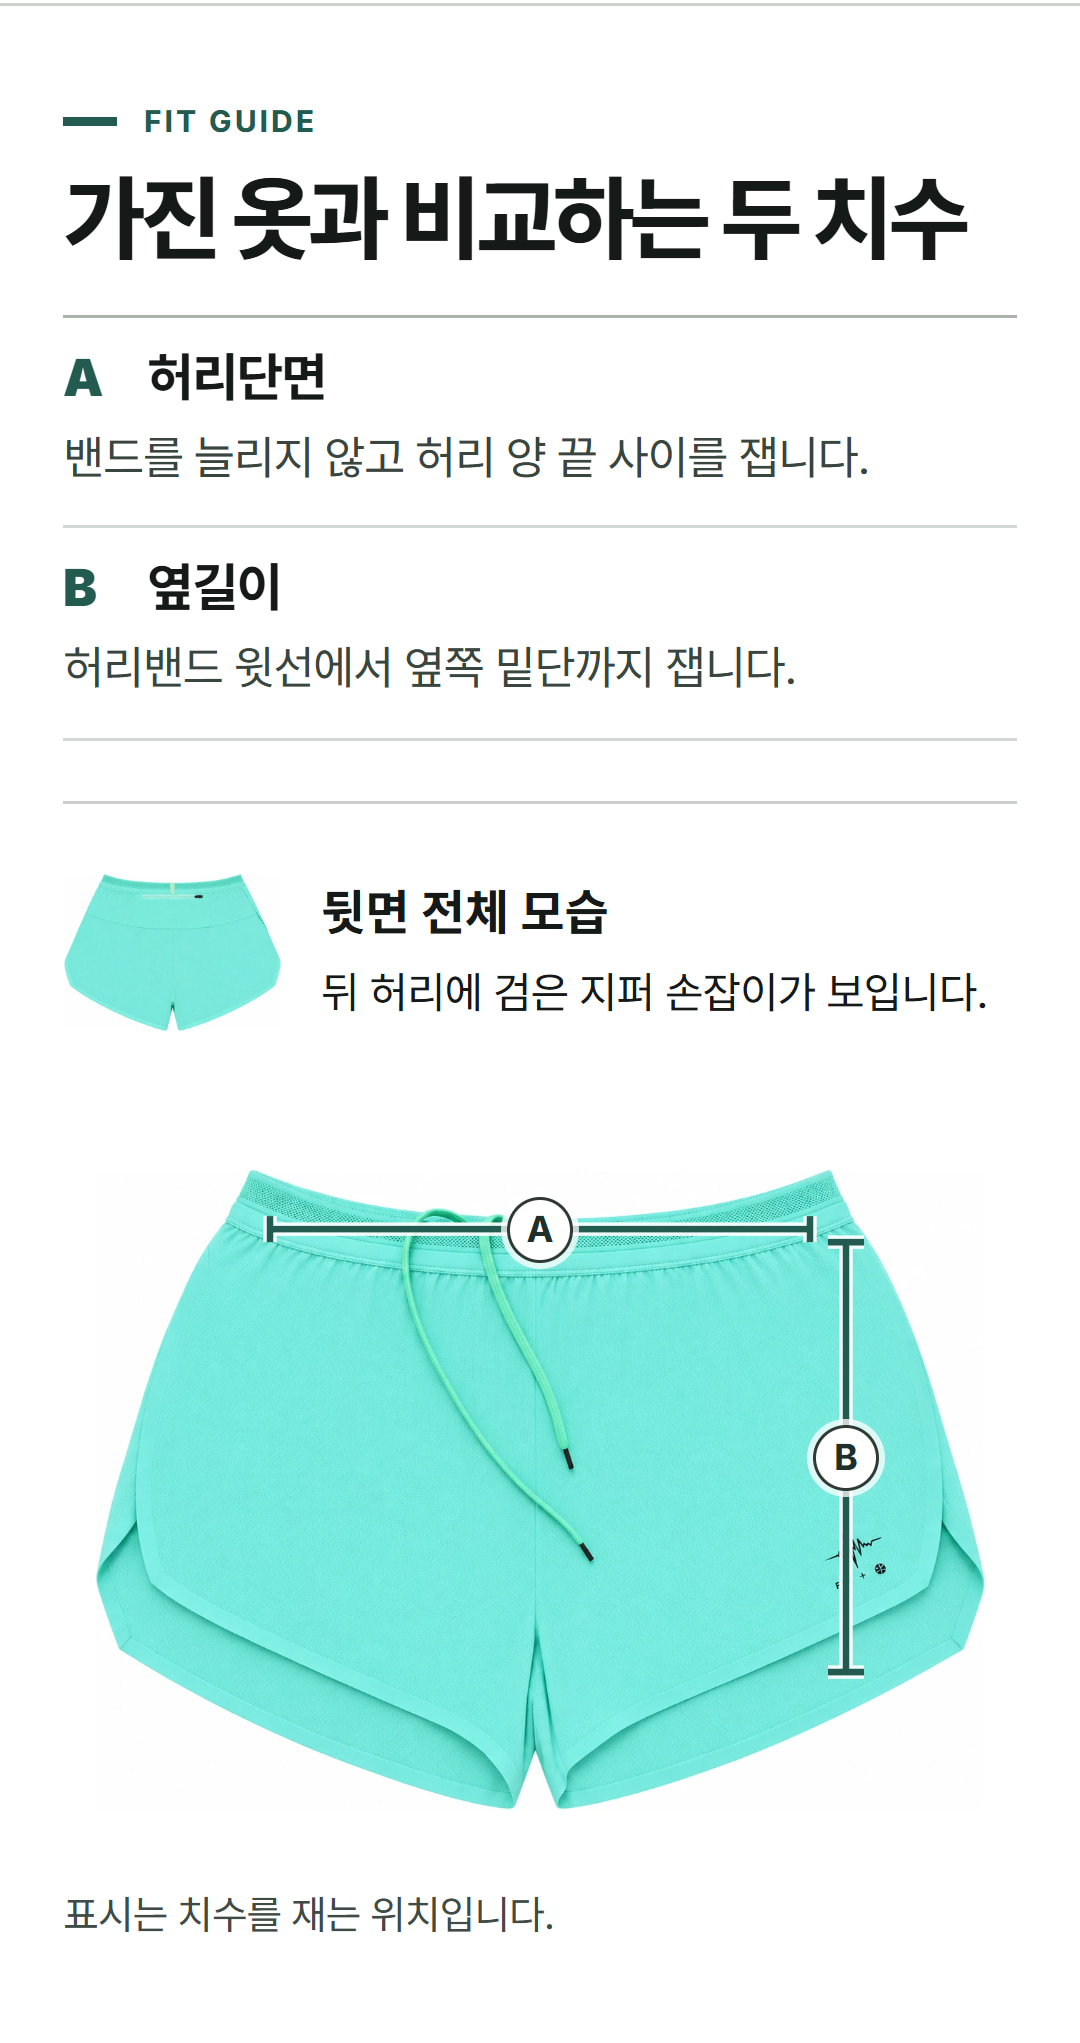 FIT GUIDE
가진 옷과 비교하는 두 치수
A 허리단면
밴드를 늘리지 않고 허리 양 끝 사이를 잽니다.
B 옆길이
허리밴드 윗선에서 옆쪽 밑단까지 잽니다.
뒷면 전체 모습
뒤 허리에 검은 지퍼 손잡이가 보입니다.
A
B
표시는 치수를 재는 위치입니다.